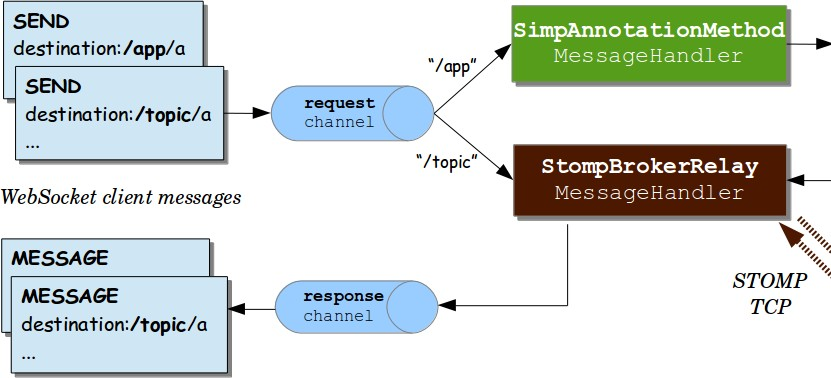 SEND
destination:/app/a
SEND
destination:/topic/a
...
WebSocket client messages
request
channel
"/app"
"/topic"
SimpAnnotationMethod
MessageHandler
StompBrokerRelay
MessageHandler
MESSAGE
MESSAGE
destination:/topic/a
...
response
channel
STOMP
TCP